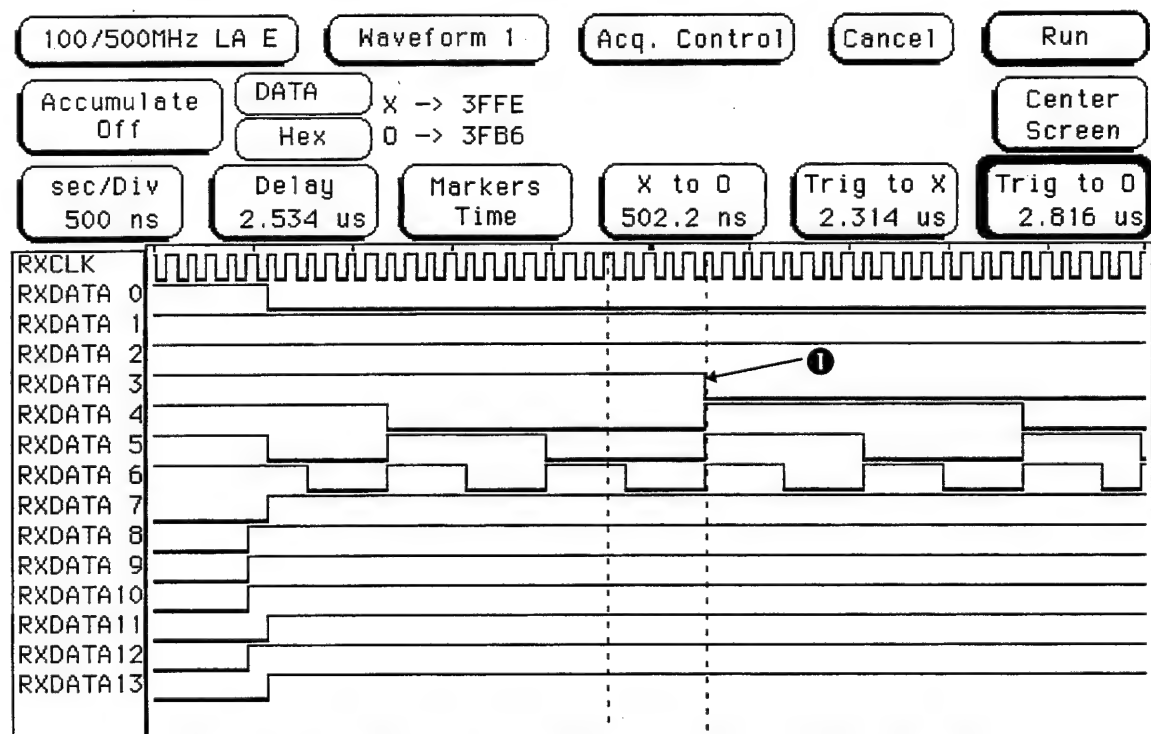 100/500MHz LA E Waveform 1 Acq. Control Cancel Run
Accumulate Off DATA Hex X -> 3FFE O -> 3FB6 Center Screen
sec/Div 500 ns Delay 2.534 us Markers Time X to O 502.2 ns Trig to X 2.314 us Trig to O 2.816 us
RXCLK
RXDATA 0
RXDATA 1
RXDATA 2
RXDATA 3
❶
RXDATA 4
RXDATA 5
RXDATA 6
RXDATA 7
RXDATA 8
RXDATA 9
RXDATA10
RXDATA11
RXDATA12
RXDATA13